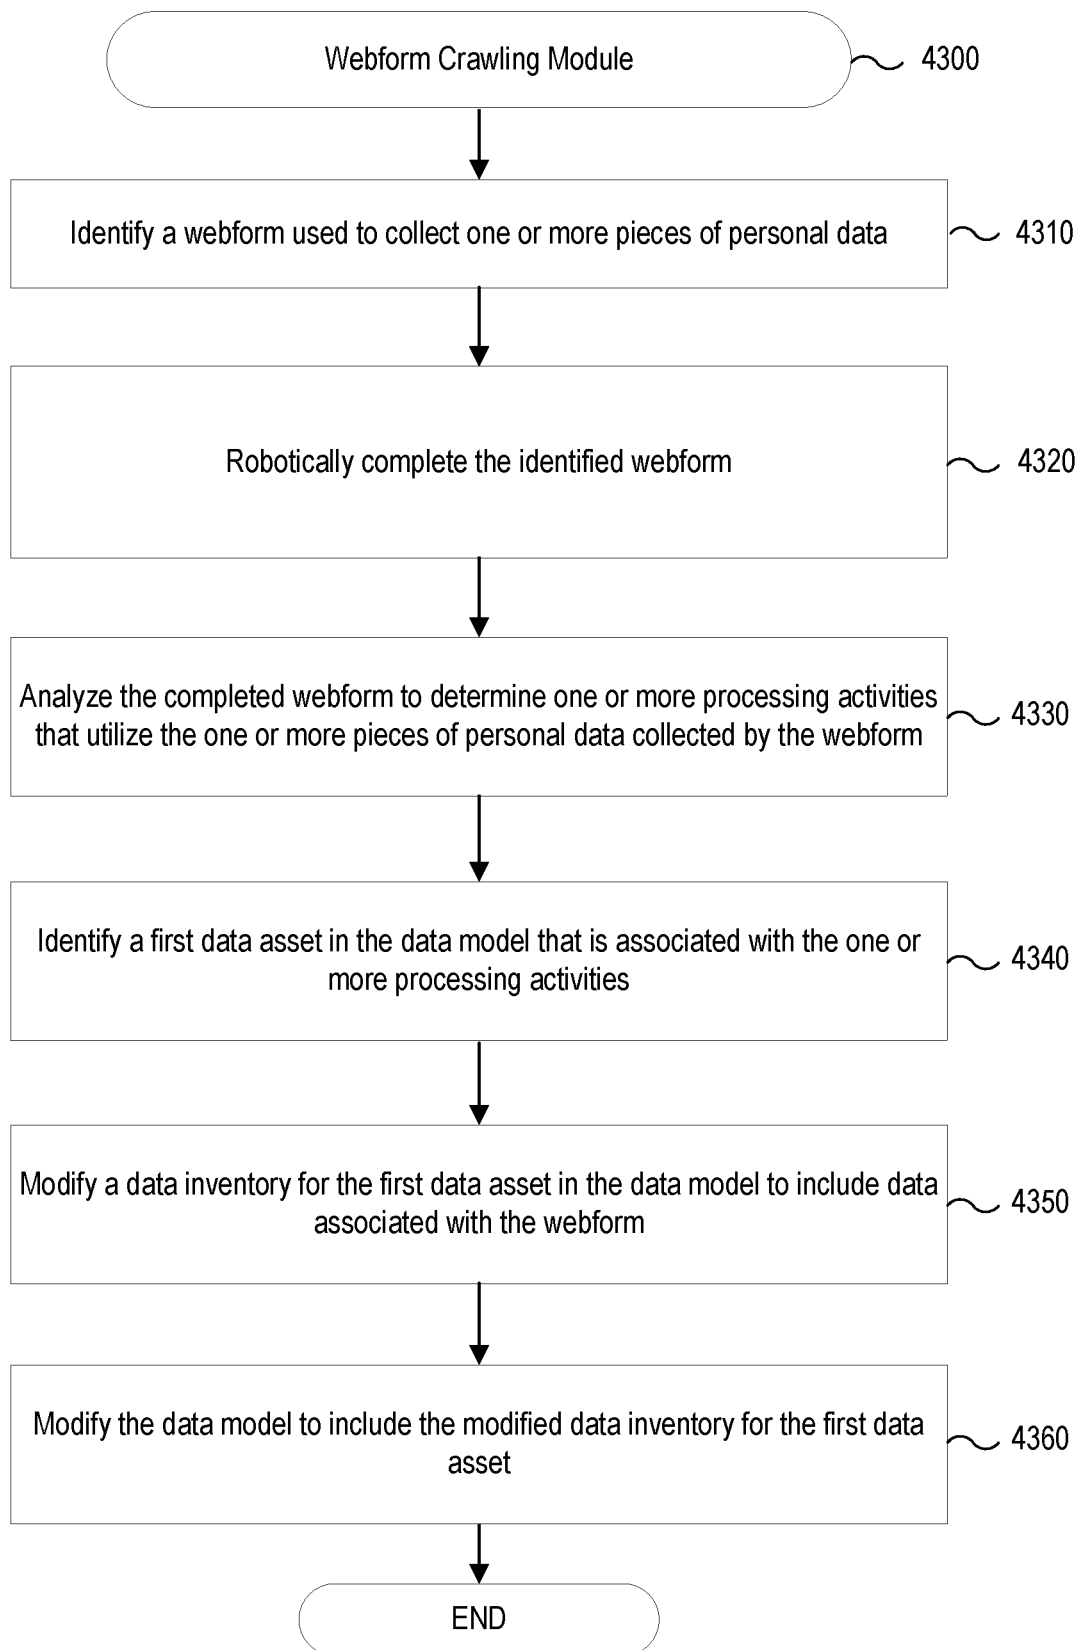 Webform Crawling Module
4300
Identify a webform used to collect one or more pieces of personal data
4310
Robotically complete the identified webform
4320
Analyze the completed webform to determine one or more processing activities
that utilize the one or more pieces of personal data collected by the webform
4330
Identify a first data asset in the data model that is associated with the one or
more processing activities
4340
Modify a data inventory for the first data asset in the data model to include data
associated with the webform
4350
Modify the data model to include the modified data inventory for the first data
asset
4360
END